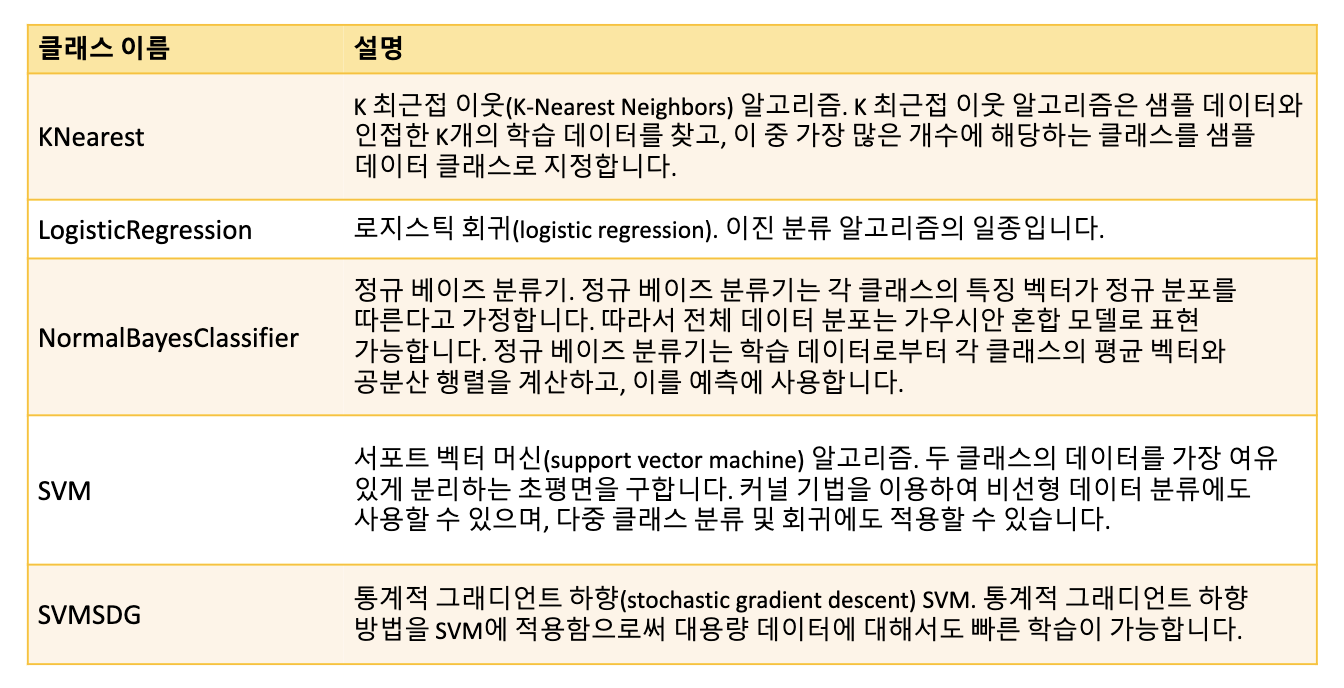 클래스 이름
설명
KNearest
K 최근접 이웃(K-Nearest Neighbors) 알고리즘. K 최근접 이웃 알고리즘은 샘플 데이터와
인접한 K개의 학습 데이터를 찾고, 이 중 가장 많은 개수에 해당하는 클래스를 샘플
데이터 클래스로 지정합니다.
LogisticRegression
로지스틱 회귀(logistic regression). 이진 분류 알고리즘의 일종입니다.
NormalBayesClassifier
정규 베이즈 분류기. 정규 베이즈 분류기는 각 클래스의 특징 벡터가 정규 분포를
따른다고 가정합니다. 따라서 전체 데이터 분포는 가우시안 혼합 모델로 표현
가능합니다. 정규 베이즈 분류기는 학습 데이터로부터 각 클래스의 평균 벡터와
공분산 행렬을 계산하고, 이를 예측에 사용합니다.
SVM
서포트 벡터 머신(support vector machine) 알고리즘. 두 클래스의 데이터를 가장 여유
있게 분리하는 초평면을 구합니다. 커널 기법을 이용하여 비선형 데이터 분류에도
사용할 수 있으며, 다중 클래스 분류 및 회귀에도 적용할 수 있습니다.
SVMSDG
통계적 그래디언트 하향(stochastic gradient descent) SVM. 통계적 그래디언트 하향
방법을 SVM에 적용함으로써 대용량 데이터에 대해서도 빠른 학습이 가능합니다.